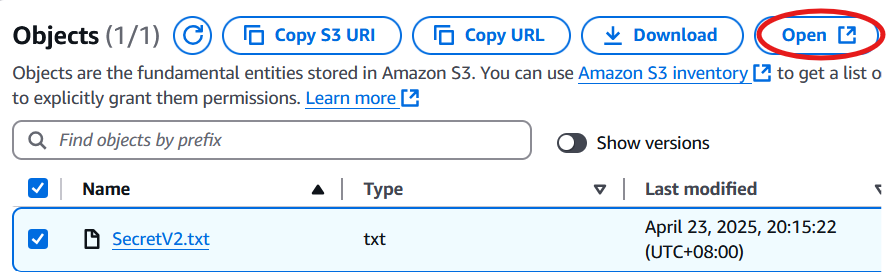 Objects (1/1) Copy S3 URI Copy URL Download Open
Objects are the fundamental entities stored in Amazon S3. You can use Amazon S3 inventory to get a list o
to explicitly grant them permissions. Learn more
Find objects by prefix Show versions
Name Type Last modified
SecretV2.txt txt April 23, 2025, 20:15:22
(UTC+08:00)